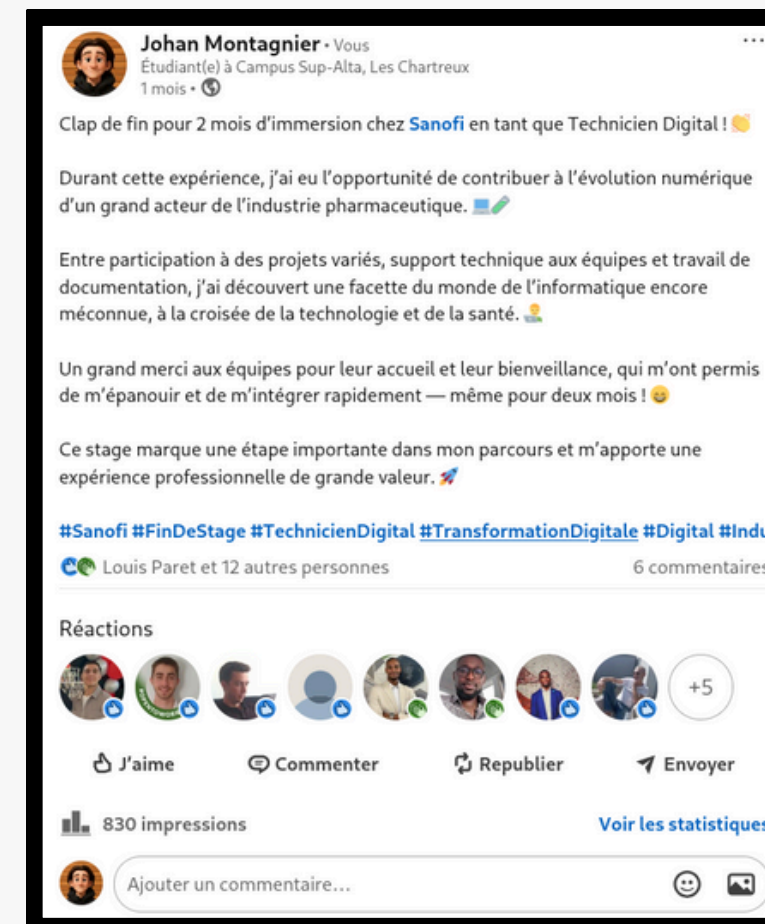 Johan Montagnier • Vous
Étudiant(e) à Campus Sup-Alta, Les Chartreux
1 mois •
Clap de fin pour 2 mois d’immersion chez Sanofi en tant que Technicien Digital ! 👏
Durant cette expérience, j’ai eu l’opportunité de contribuer à l’évolution numérique
d’un grand acteur de l’industrie pharmaceutique. 💻🧪
Entre participation à des projets variés, support technique aux équipes et travail de
documentation, j’ai découvert une facette du monde de l’informatique encore
méconnue, à la croisée de la technologie et de la santé. 👨‍💻
Un grand merci aux équipes pour leur accueil et leur bienveillance, qui m’ont permis
de m’épanouir et de m’intégrer rapidement — même pour deux mois ! 😄
Ce stage marque une étape importante dans mon parcours et m’apporte une
expérience professionnelle de grande valeur. 🚀
#Sanofi #FinDeStage #TechnicienDigital #TransformationDigitale #Digital #Indu
Louis Paret et 12 autres personnes
6 commentaires
Réactions
+5
J’aime
Commenter
Republier
Envoyer
830 impressions
Voir les statistiques
Ajouter un commentaire…